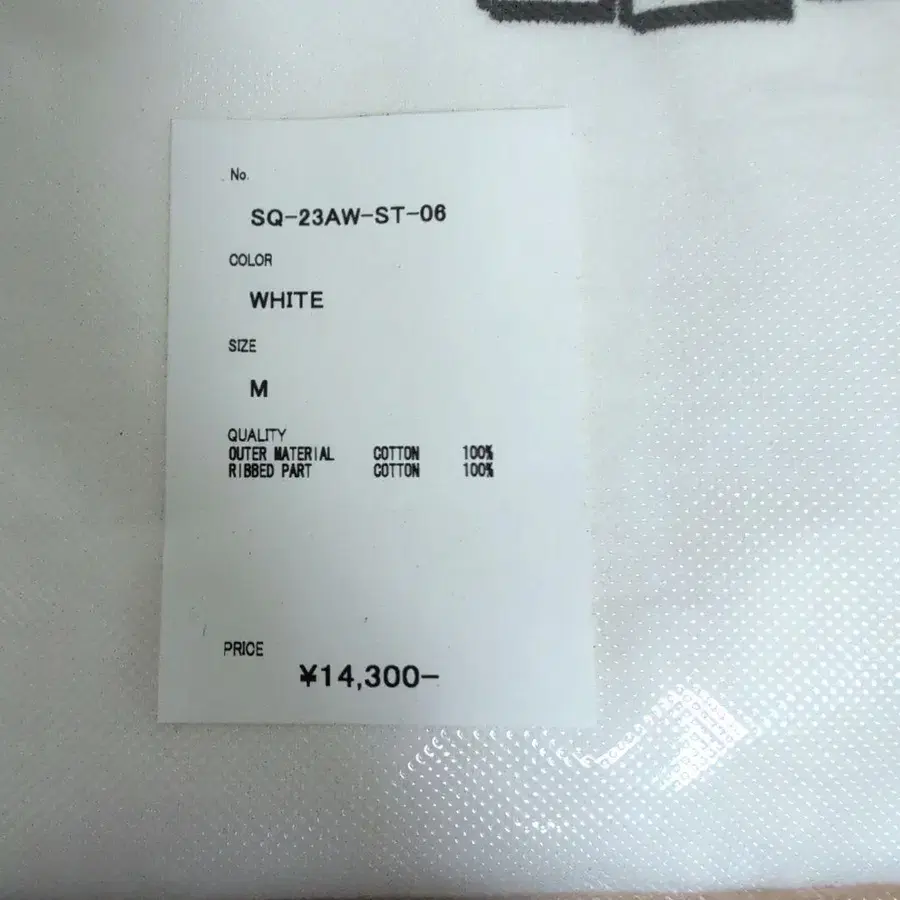 No.
SQ-23AW-ST-06
COLOR
WHITE
SIZE
M
QUALITY
OUTER MATERIAL COTTON 100%
RIBBED PART COTTON 100%
PRICE
¥14,300-